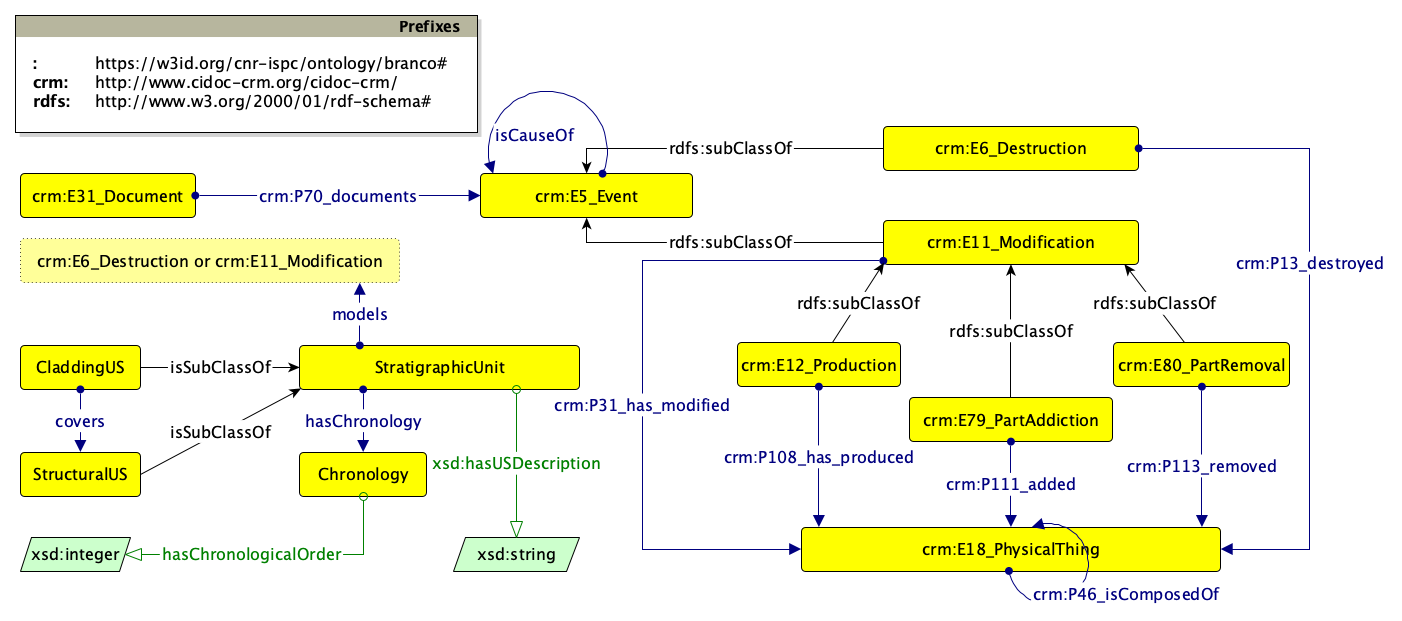 Prefixes
: https://w3id.org/cnr-ispc/ontology/branco#
crm: http://www.cidoc-crm.org/cidoc-crm/
rdfs: http://www.w3.org/2000/01/rdf-schema#
isCauseOf
rdfs:subClassOf
crm:E6_Destruction
crm:E31_Document
crm:P70_documents
crm:E5_Event
rdfs:subClassOf
crm:E11_Modification
crm:E6_Destruction or crm:E11_Modification
crm:P13_destroyed
models
rdfs:subClassOf
rdfs:subClassOf
rdfs:subClassOf
CladdingUS
isSubClassOf
StratigraphicUnit
crm:E12_Production
crm:E80_PartRemoval
covers
isSubClassOf
hasChronology
crm:P31_has_modified
crm:E79_PartAddiction
StructuralUS
Chronology
xsd:hasUSDescription
crm:P108_has_produced
crm:P111_added
crm:P113_removed
xsd:integer
hasChronologicalOrder
xsd:string
crm:E18_PhysicalThing
crm:P46_isComposedOf